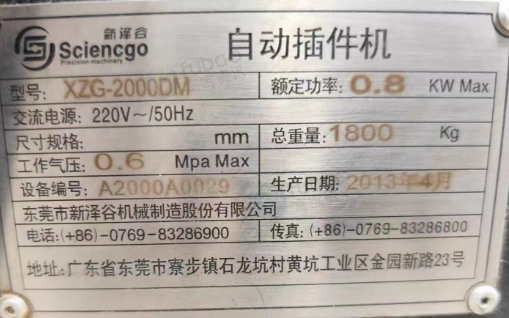 新泽谷
Sciencgo
Precision machinery
自动插件机
型号: XZG-2000DM 额定功率: 0.8 KW Max
交流电源: 220V~/50Hz
尺寸规格: mm 总重量: 1800 Kg
工作气压: 0.6 Mpa Max
设备编号: A2000A0029 生产日期: 2013年4月
东莞市新泽谷机械制造股份有限公司
电话:(+86)-0769-83286900 传真:(+86)-0769-83286800
地址:广东省东莞市寮步镇石龙坑村黄坑工业区金园新路23号